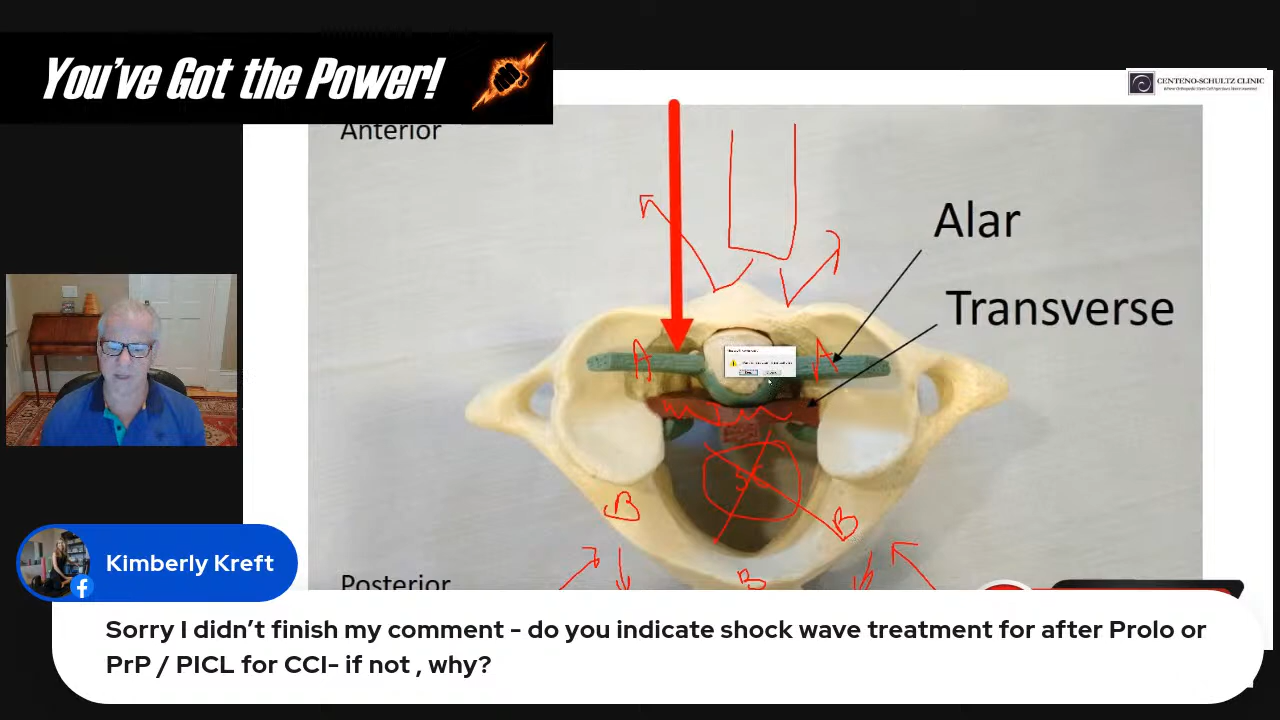 You've Got the Power!
CENTENO-SCHULTZ CLINIC
Anterior
Alar
Transverse
A
A
SC
B
B
B
Posterior
Kimberly Kreft
Sorry I didn't finish my comment - do you indicate shock wave treatment for after Prolo or
PrP / PICL for CCI- if not , why?